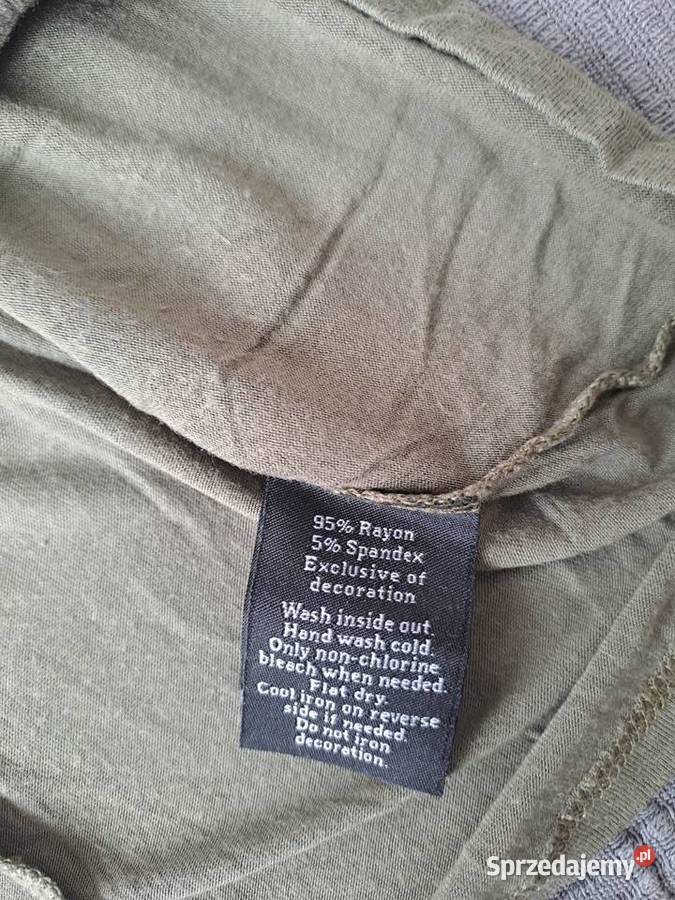 95% Rayon
5% Spandex
Exclusive of
decoration
Wash inside out.
Hand wash cold.
Only non-chlorine
bleach when needed.
Flat dry.
Cool iron on reverse
side if needed.
Do not iron
decoration.
Sprzedajemy.pl